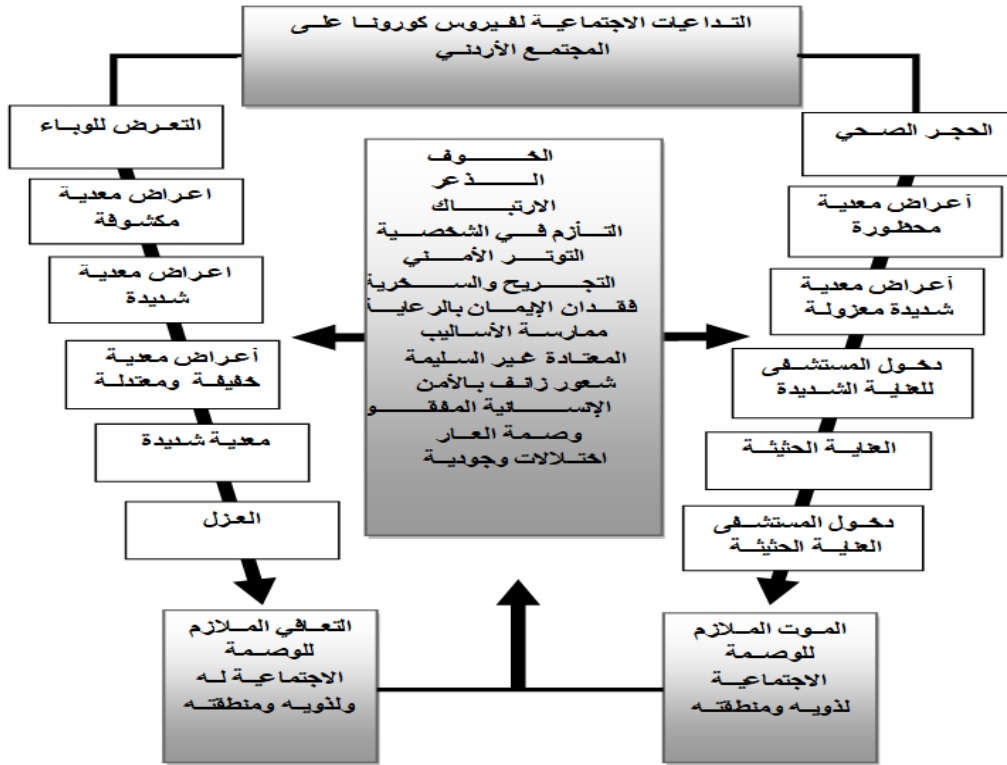 التداعيات الاجتماعية لفيروس كورونا على
المجتمع الأردني
الحجر الصحي
أعراض معدية
محظورة
أعراض معدية
شديدة معزولة
دخول المستشفى
للعناية الشديدة
العناية الحثيثة
دخول المستشفى
العناية الحثيثة
الموت الملازم
للوصمة
الاجتماعية
لذويه ومنطقته
الخوف
الذعر
الارتباك
التأزم في الشخصية
التوتر الأمني
التجريح والسخرية
فقدان الإيمان بالرعاية
ممارسة الأساليب
المعتادة غير السليمة
شعور زائف بالأمن
الإنسانية المفقو
وصمة العار
اختلالات وجودية
التعرض للوباء
اعراض معدية
مكشوفة
اعراض معدية
شديدة
أعراض معدية
خفيفة ومعتدلة
معدية شديدة
العزل
التعافي الملازم
للوصمة
الاجتماعية له
ولذويه ومنطقته